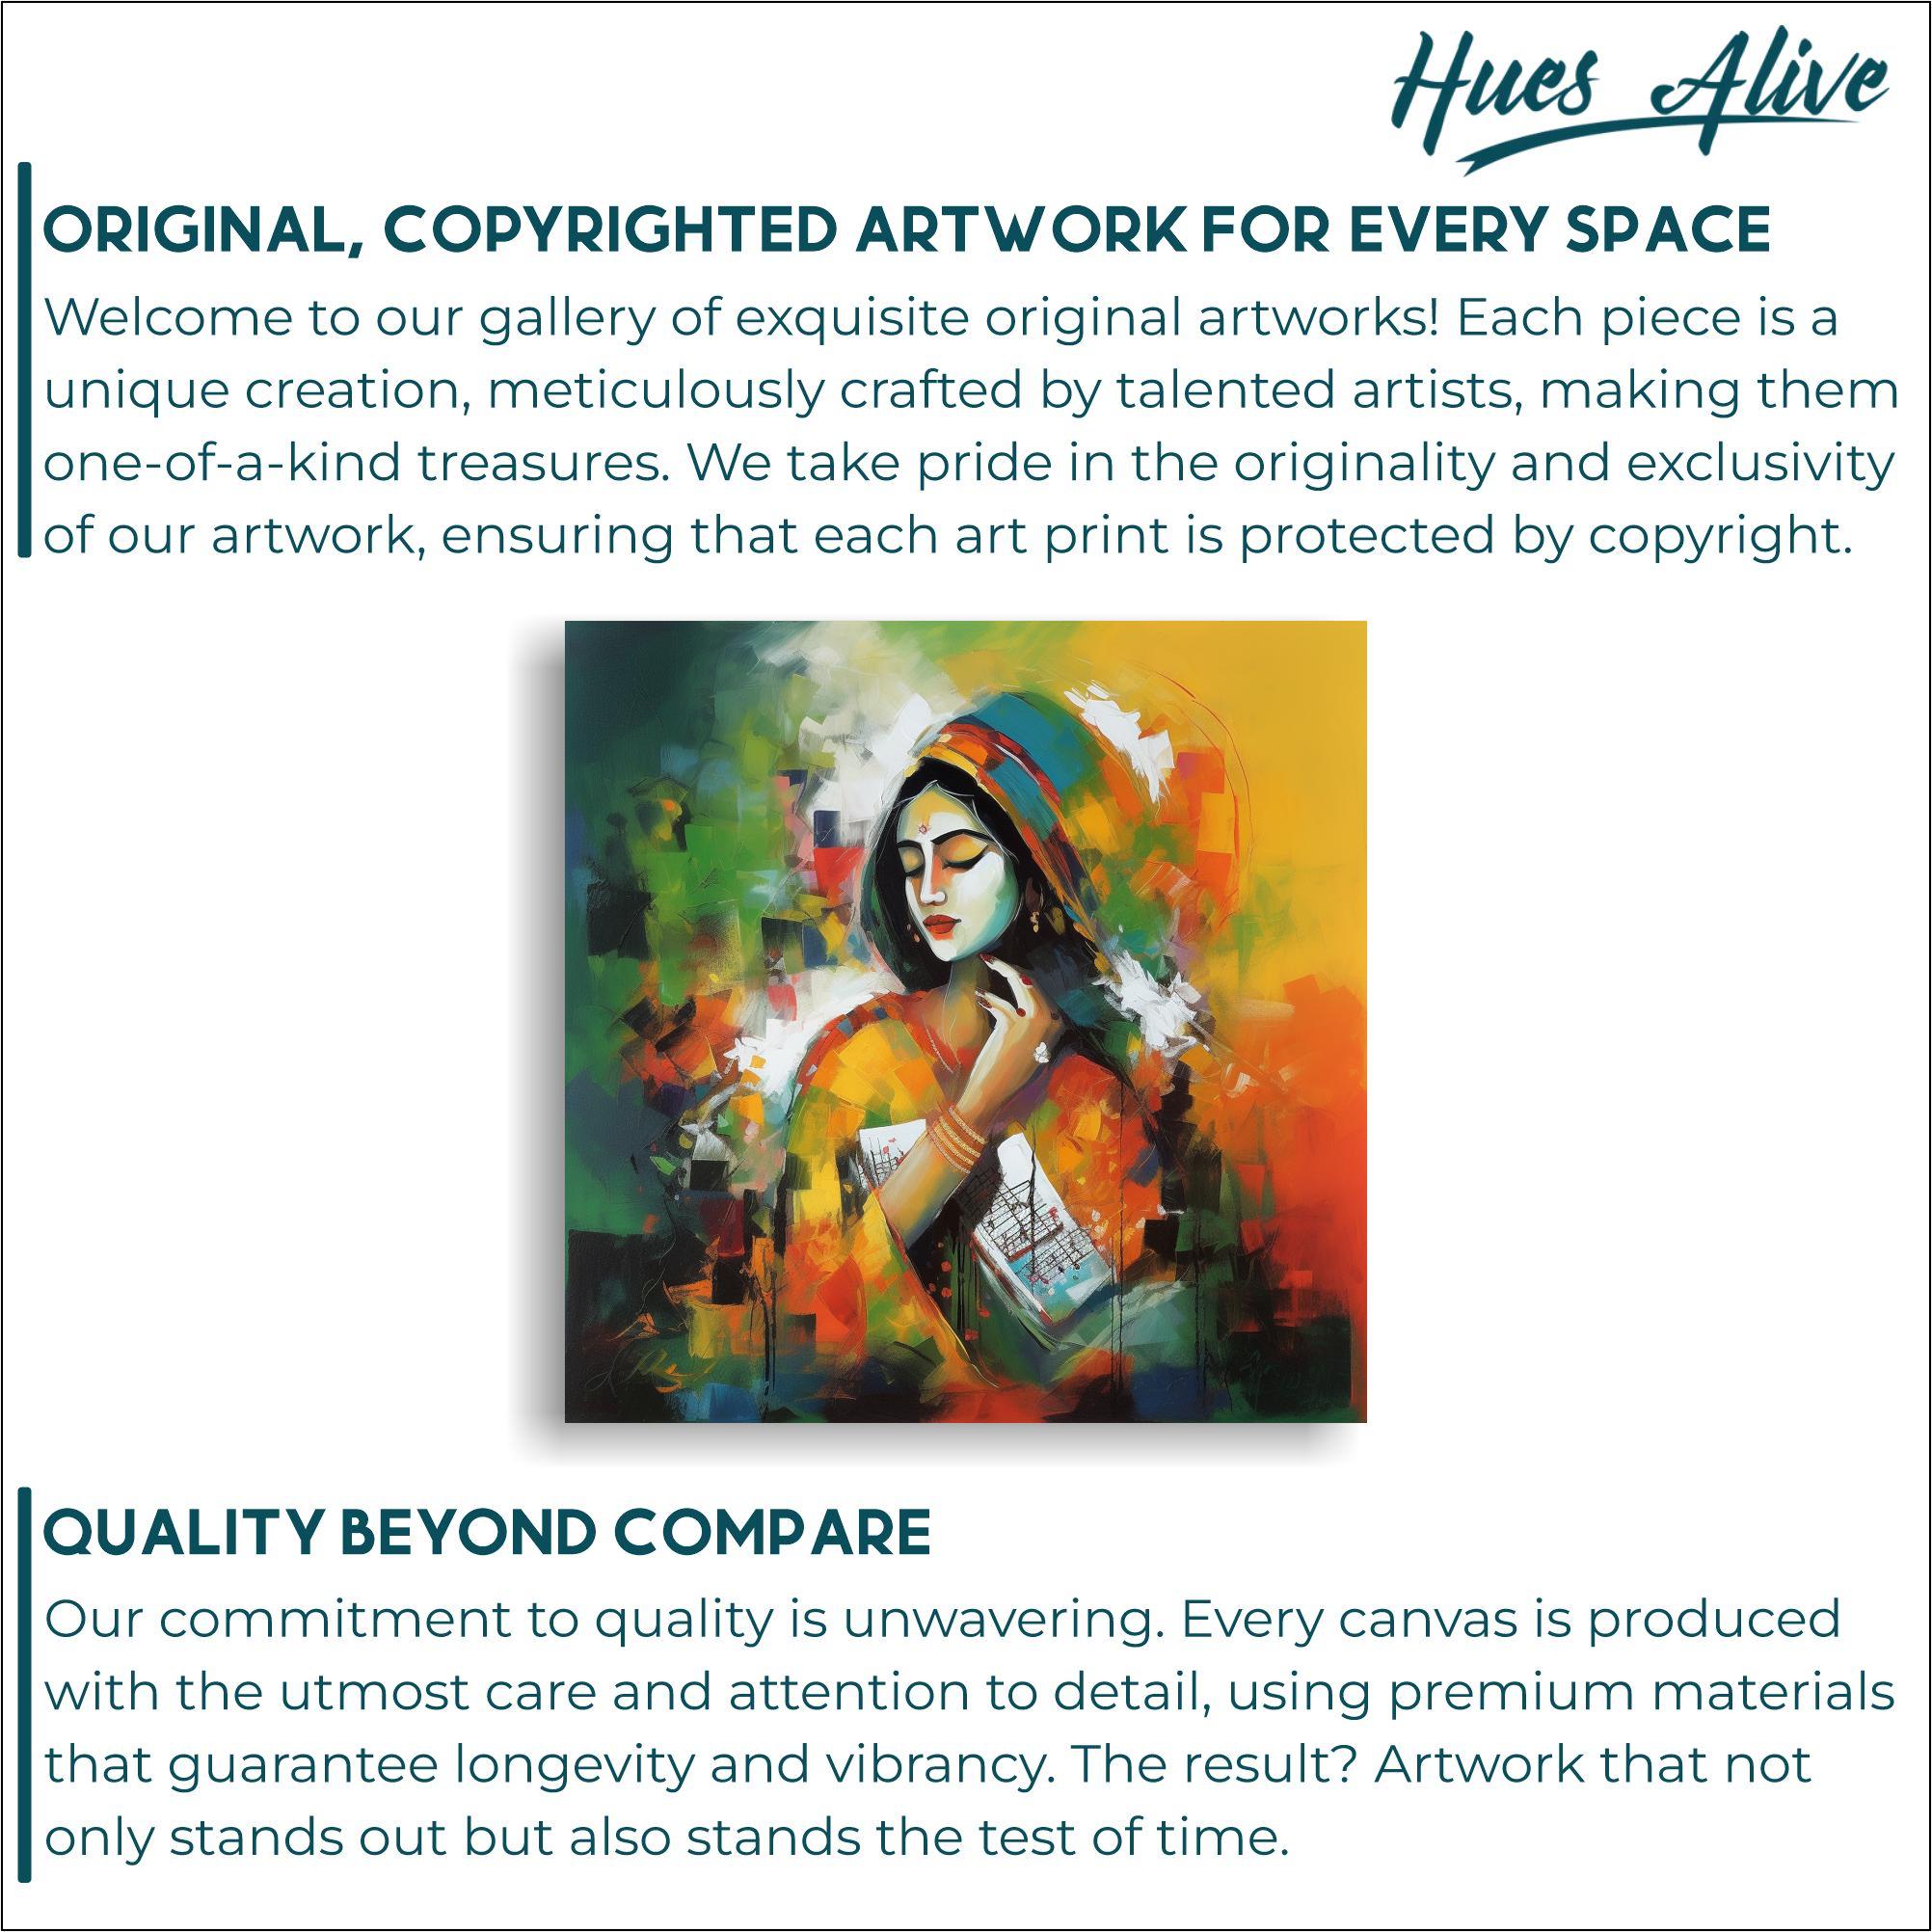 Hues Alive
ORIGINAL, COPYRIGHTED ARTWORK FOR EVERY SPACE
Welcome to our gallery of exquisite original artworks! Each piece is a
unique creation, meticulously crafted by talented artists, making them
one-of-a-kind treasures. We take pride in the originality and exclusivity
of our artwork, ensuring that each art print is protected by copyright.
QUALITY BEYOND COMPARE
Our commitment to quality is unwavering. Every canvas is produced
with the utmost care and attention to detail, using premium materials
that guarantee longevity and vibrancy. The result? Artwork that not
only stands out but also stands the test of time.